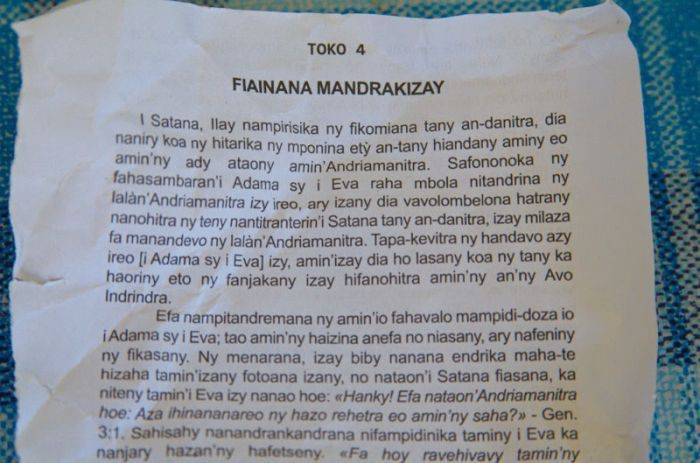 TOKO 4
FIAINANA MANDRAKIZAY
I Satana, Ilay nampirisika ny fikomiana tany an-danitra, dia
naniry koa ny hitarika ny mponina etỳ an-tany hiandany aminy eo
amin'ny ady ataony amin'Andriamanitra. Safononoka ny
fahasambaran'i Adama sy i Eva raha mbola nitandrina ny
lalàn'Andriamanitra izy ireo, ary izany dia vavolombelona hatrany
nanohitra ny teny nantitranterin'i Satana tany an-danitra, izay milaza
fa manandevo ny lalàn'Andriamanitra. Tapa-kevitra ny handavo azy
ireo [i Adama sy i Eva] izy, amin'izay dia ho lasany koa ny tany ka
haoriny eto ny fanjakany izay hifanohitra amin'ny an'ny Avo
Indrindra.
Efa nampitandremana ny amin'io fahavalo mampidi-doza io
i Adama sy i Eva; tao amin'ny haizina anefa no niasany, ary nafeniny
ny fikasany. Ny menarana, izay biby nanana endrika maha-te
hizaha tamin'izany fotoana izany, no nataon'i Satana fiasana, ka
niteny tamin'i Eva izy nanao hoe: «Hanky! Efa nataon'Andriamanitra
hoe: Aza ihinananareo ny hazo rehetra eo amin'ny saha?» - Gen.
3:1. Sahisahy nanandrankandrana nifampidinika taminy i Eva ka
nanjary hazan'ny hafetseny. «Fa hoy ravehivavy tamin'ny